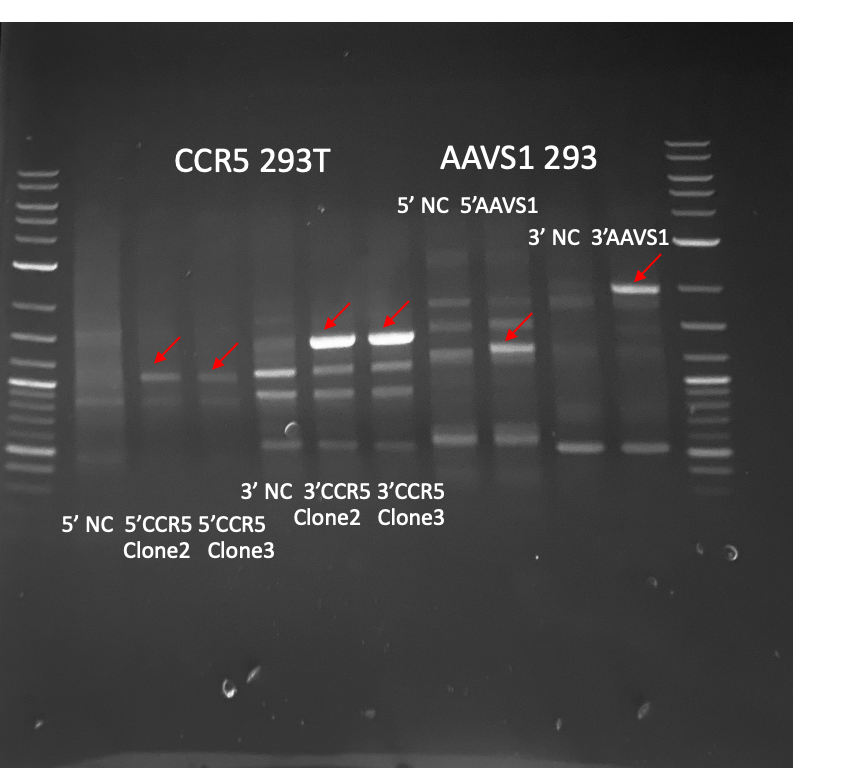 CCR5 293T
AAVS1 293
5’ NC 5’AAVS1
3’ NC 3’AAVS1
3’ NC 3’CCR5 3’CCR5
Clone2 Clone3
5’ NC 5’CCR5 5’CCR5
Clone2 Clone3